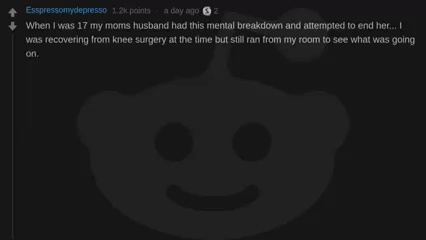 Esspressomydepresso 1.2k points · a day ago S 2
When I was 17 my moms husband had this mental breakdown and attempted to end her... I
was recovering from knee surgery at the time but still ran from my room to see what was going
on.